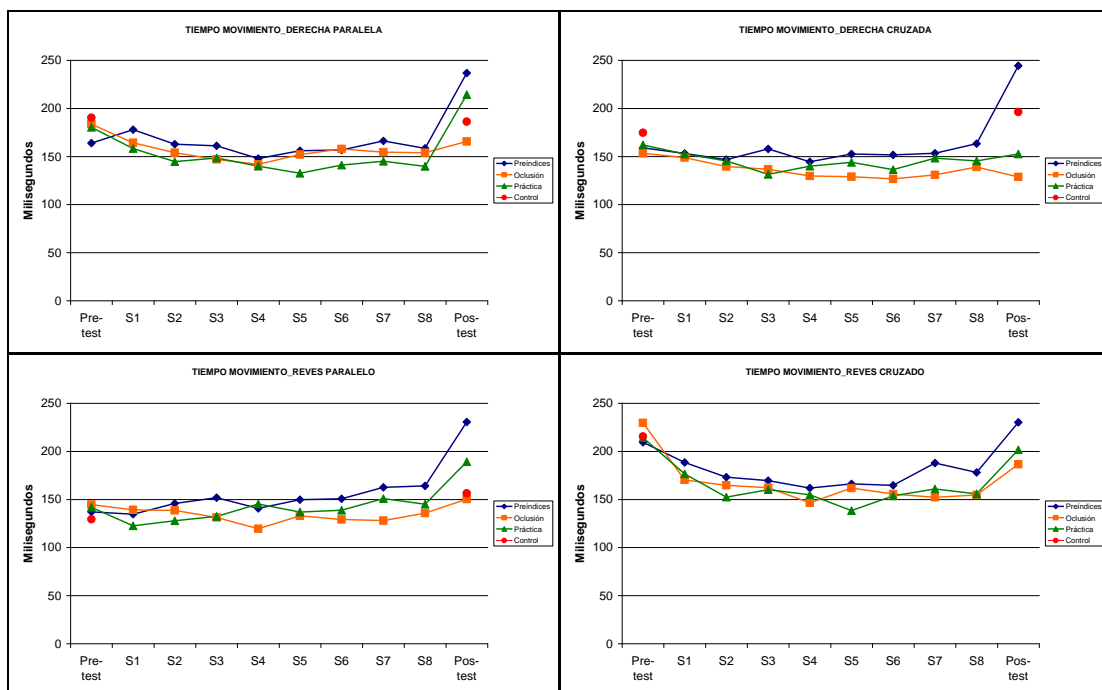 TIEMPO MOVIMIENTO_DERECHA PARALELA
250
200
150
100
50
0
Milisegundos
Pre-
test
S1
S2
S3
S4
S5
S6
S7
S8
Pos-
test
Preíndices
Oclusión
Práctica
Control
TIEMPO MOVIMIENTO_DERECHA CRUZADA
250
200
150
100
50
0
Milisegundos
Pre-
test
S1
S2
S3
S4
S5
S6
S7
S8
Pos-
test
Preíndices
Oclusión
Práctica
Control
TIEMPO MOVIMIENTO_REVES PARALELO
250
200
150
100
50
0
Milisegundos
Pre-
test
S1
S2
S3
S4
S5
S6
S7
S8
Pos-
test
Preíndices
Oclusión
Práctica
Control
TIEMPO MOVIMIENTO_REVES CRUZADO
250
200
150
100
50
0
Milisegundos
Pre-
test
S1
S2
S3
S4
S5
S6
S7
S8
Pos-
test
Preíndices
Oclusión
Práctica
Control